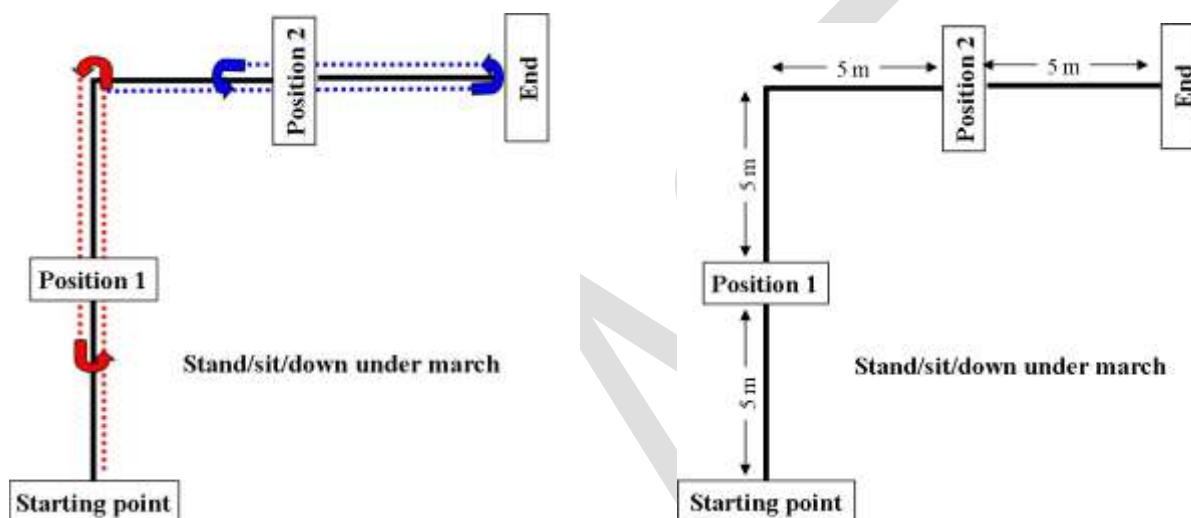 Position 2
End
Position 1
Stand/sit/down under march
Starting point
5 m
5 m
Position 2
End
5 m
Position 1
5 m
Stand/sit/down under march
Starting point